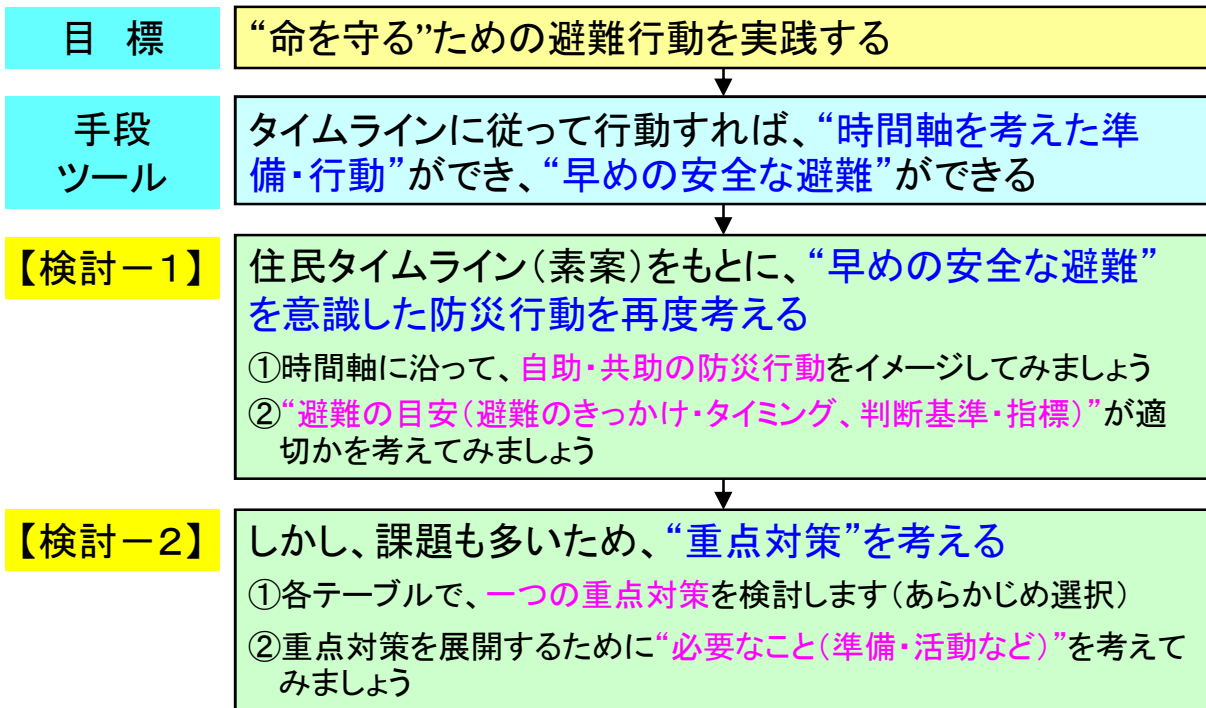 目 標
“命を守る”ための避難行動を実践する
手段
ツール
タイムラインに従って行動すれば、“時間軸を考えた準
備・行動”ができ、“早めの安全な避難”ができる
【検討－１】
住民タイムライン（素案）をもとに、“早めの安全な避難”
を意識した防災行動を再度考える
①時間軸に沿って、自助・共助の防災行動をイメージしてみましょう
②“避難の目安（避難のきっかけ・タイミング、判断基準・指標）”が適
切かを考えてみましょう
【検討－２】
しかし、課題も多いため、“重点対策”を考える
①各テーブルで、一つの重点対策を検討します（あらかじめ選択）
②重点対策を展開するために“必要なこと（準備・活動など）”を考えて
みましょう